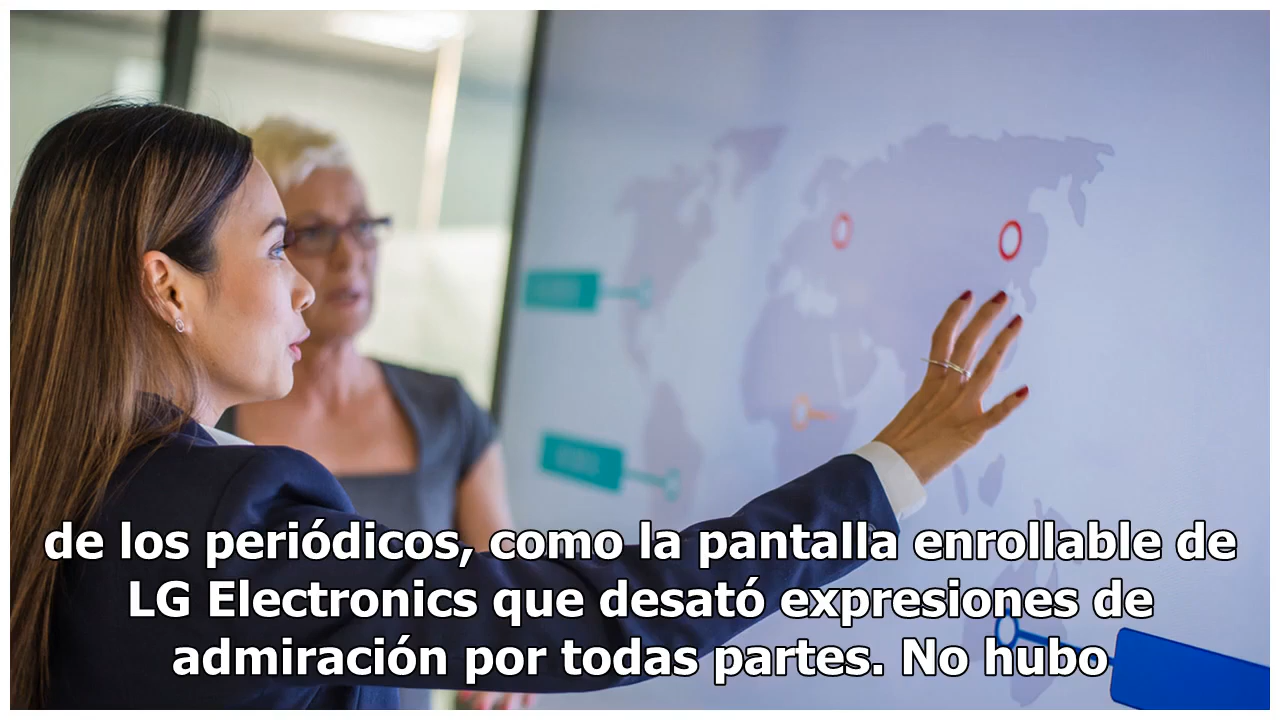 de los periódicos, como la pantalla enrollable de
LG Electronics que desató expresiones de
admiración por todas partes. No hubo